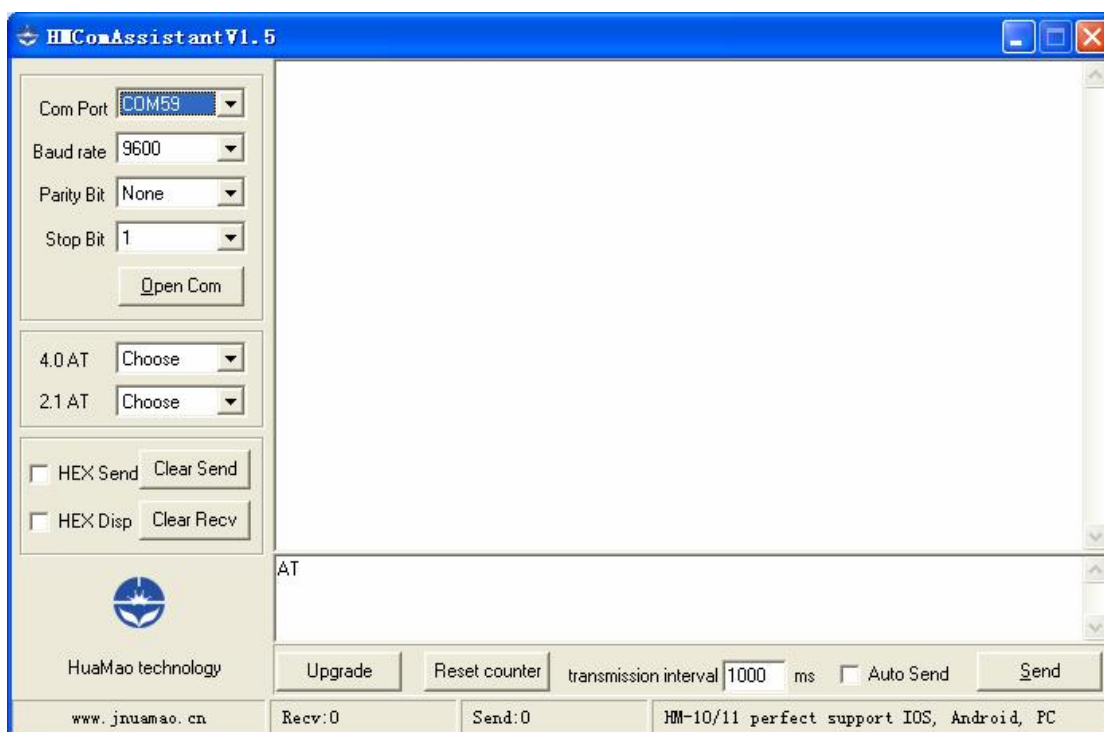 HMComAssistantV1.5
Com Port COM59
Baud rate 9600
Parity Bit None
Stop Bit 1
Open Com
4.0 AT Choose
2.1 AT Choose
HEX Send Clear Send
HEX Disp Clear Recv
AT
HuaMao technology
Upgrade Reset counter transmission interval 1000 ms Auto Send Send
www.jnuamao.cn Recv:0 Send:0 HM-10/11 perfect support IOS, Android, PC